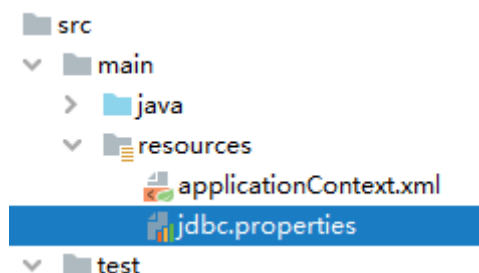 src
main
java
resources
applicationContext.xml
jdbc.properties
test